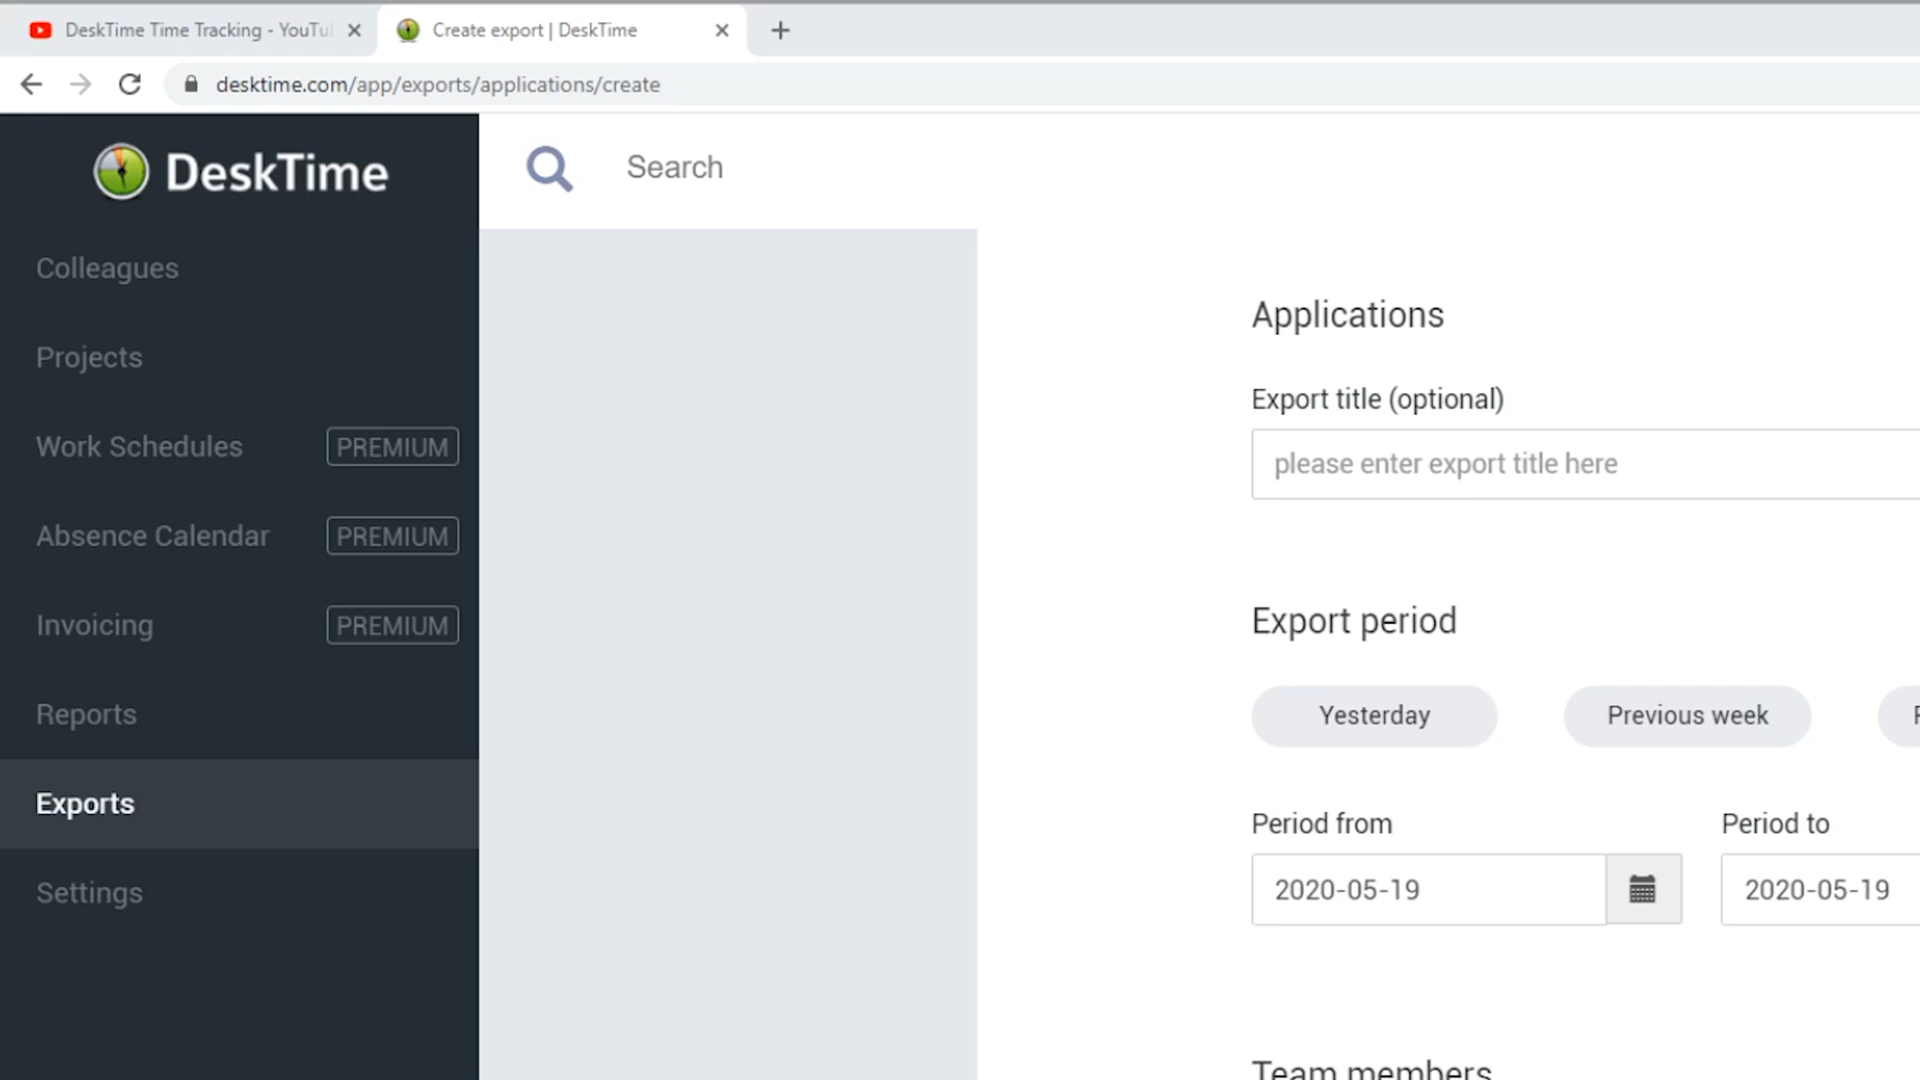 DeskTime Time Tracking - YouTu
Create export | DeskTime
desktime.com/app/exports/applications/create
DeskTime
Search
Colleagues
Projects
Work Schedules PREMIUM
Absence Calendar PREMIUM
Invoicing PREMIUM
Reports
Exports
Settings
Applications
Export title (optional)
please enter export title here
Export period
Yesterday
Previous week
Period from
Period to
2020-05-19
2020-05-19
Team members